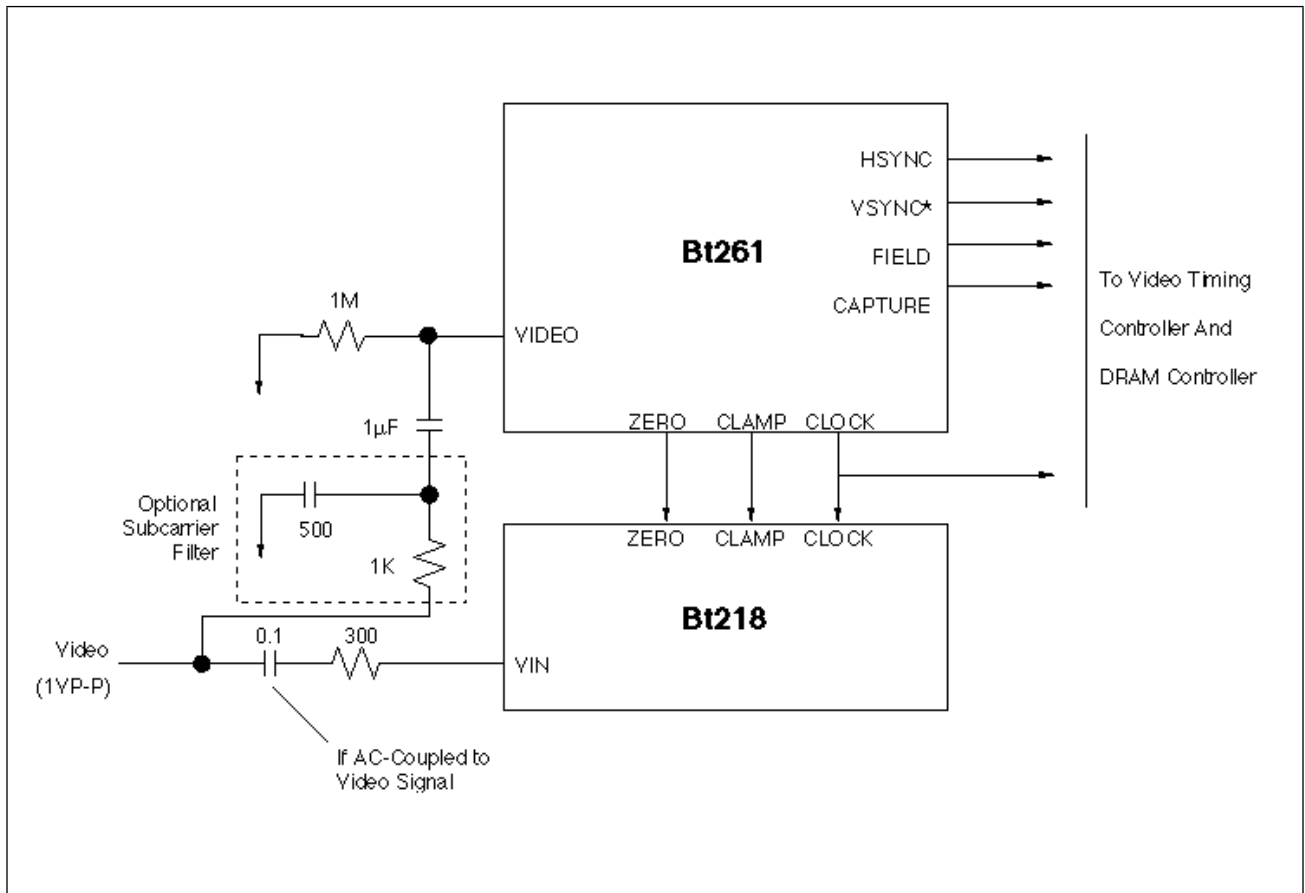 HSYNC
VSYNC*
Bt261
FIELD
CAPTURE
To Video Timing
Controller And
DRAM Controller
1M
VIDEO
ZERO CLAMP CLOCK
1µF
Optional
Subcarrier
Filter
500
1K
ZERO CLAMP CLOCK
Bt218
Video
(1VP-P)
0.1
300
VIN
If AC-Coupled to
Video Signal